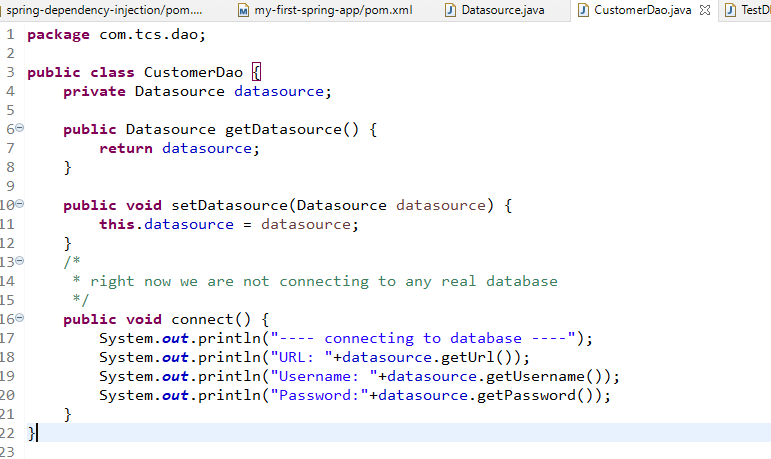 spring-dependency-injection/pom.... my-first-spring-app/pom.xml Datasource.java CustomerDao.java TestD
1 package com.tcs.dao;
2
3 public class CustomerDao {
4     private Datasource datasource;
5
6     public Datasource getDatasource() {
7         return datasource;
8     }
9
10     public void setDatasource(Datasource datasource) {
11         this.datasource = datasource;
12     }
13     /*
14      * right now we are not connecting to any real database
15      */
16     public void connect() {
17         System.out.println("---- connecting to database ----");
18         System.out.println("URL: "+datasource.getUrl());
19         System.out.println("Username: "+datasource.getUsername());
20         System.out.println("Password:"+datasource.getPassword());
21     }
22 }
23